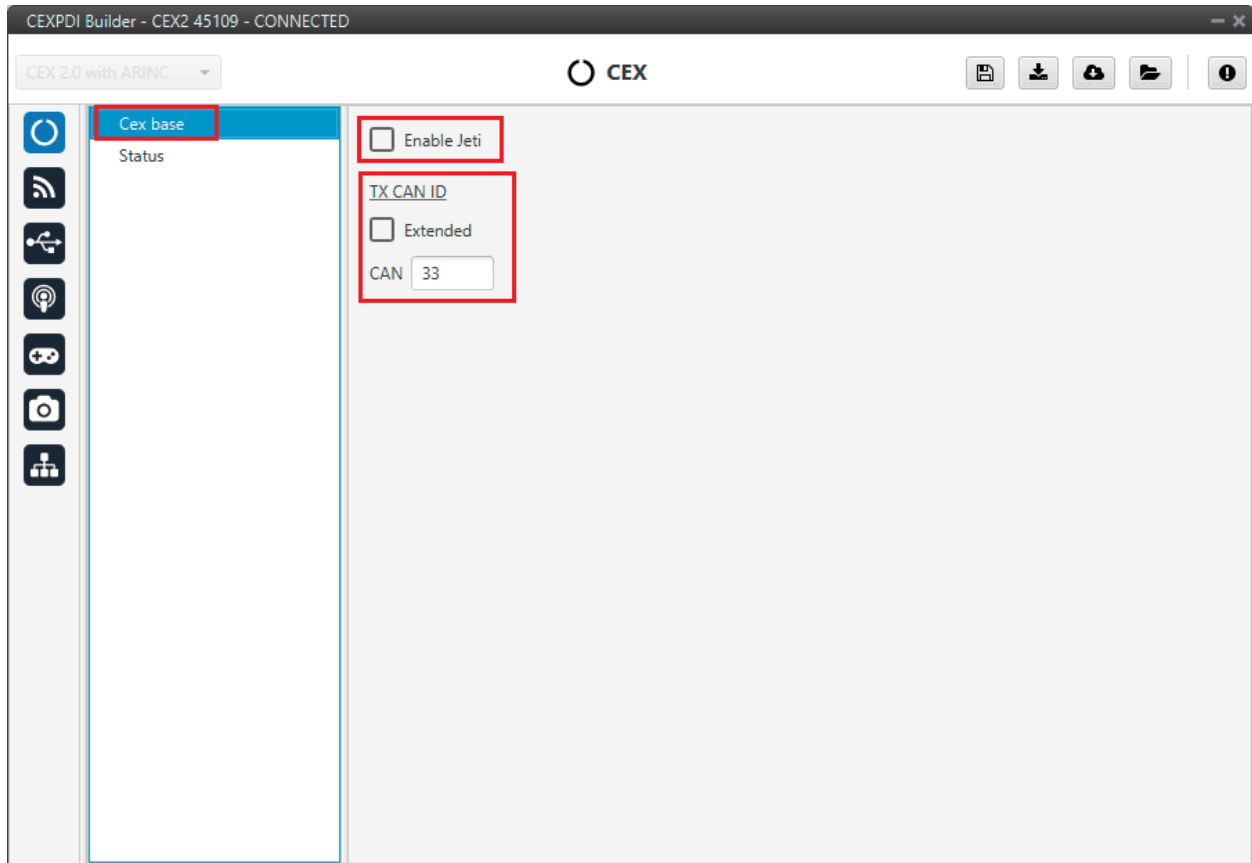 CEXPDI Builder - CEX2 45109 - CONNECTED
CEX 2.0 with ARINC
CEX
Cex base
Status
Enable Jeti
TX CAN ID
Extended
CAN 33